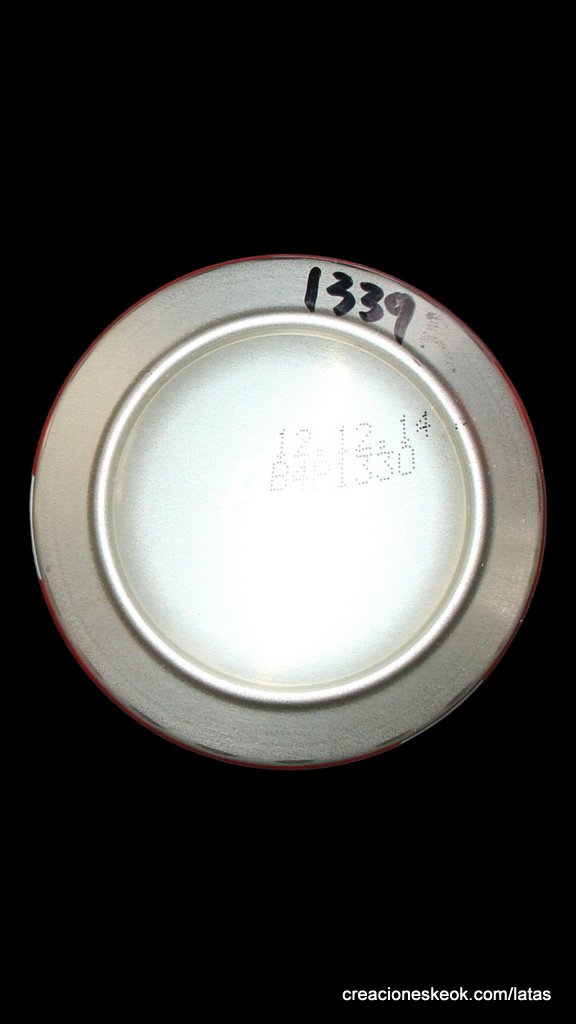 1339
12.12.14
B4P1330
creacioneskeok.com/latas